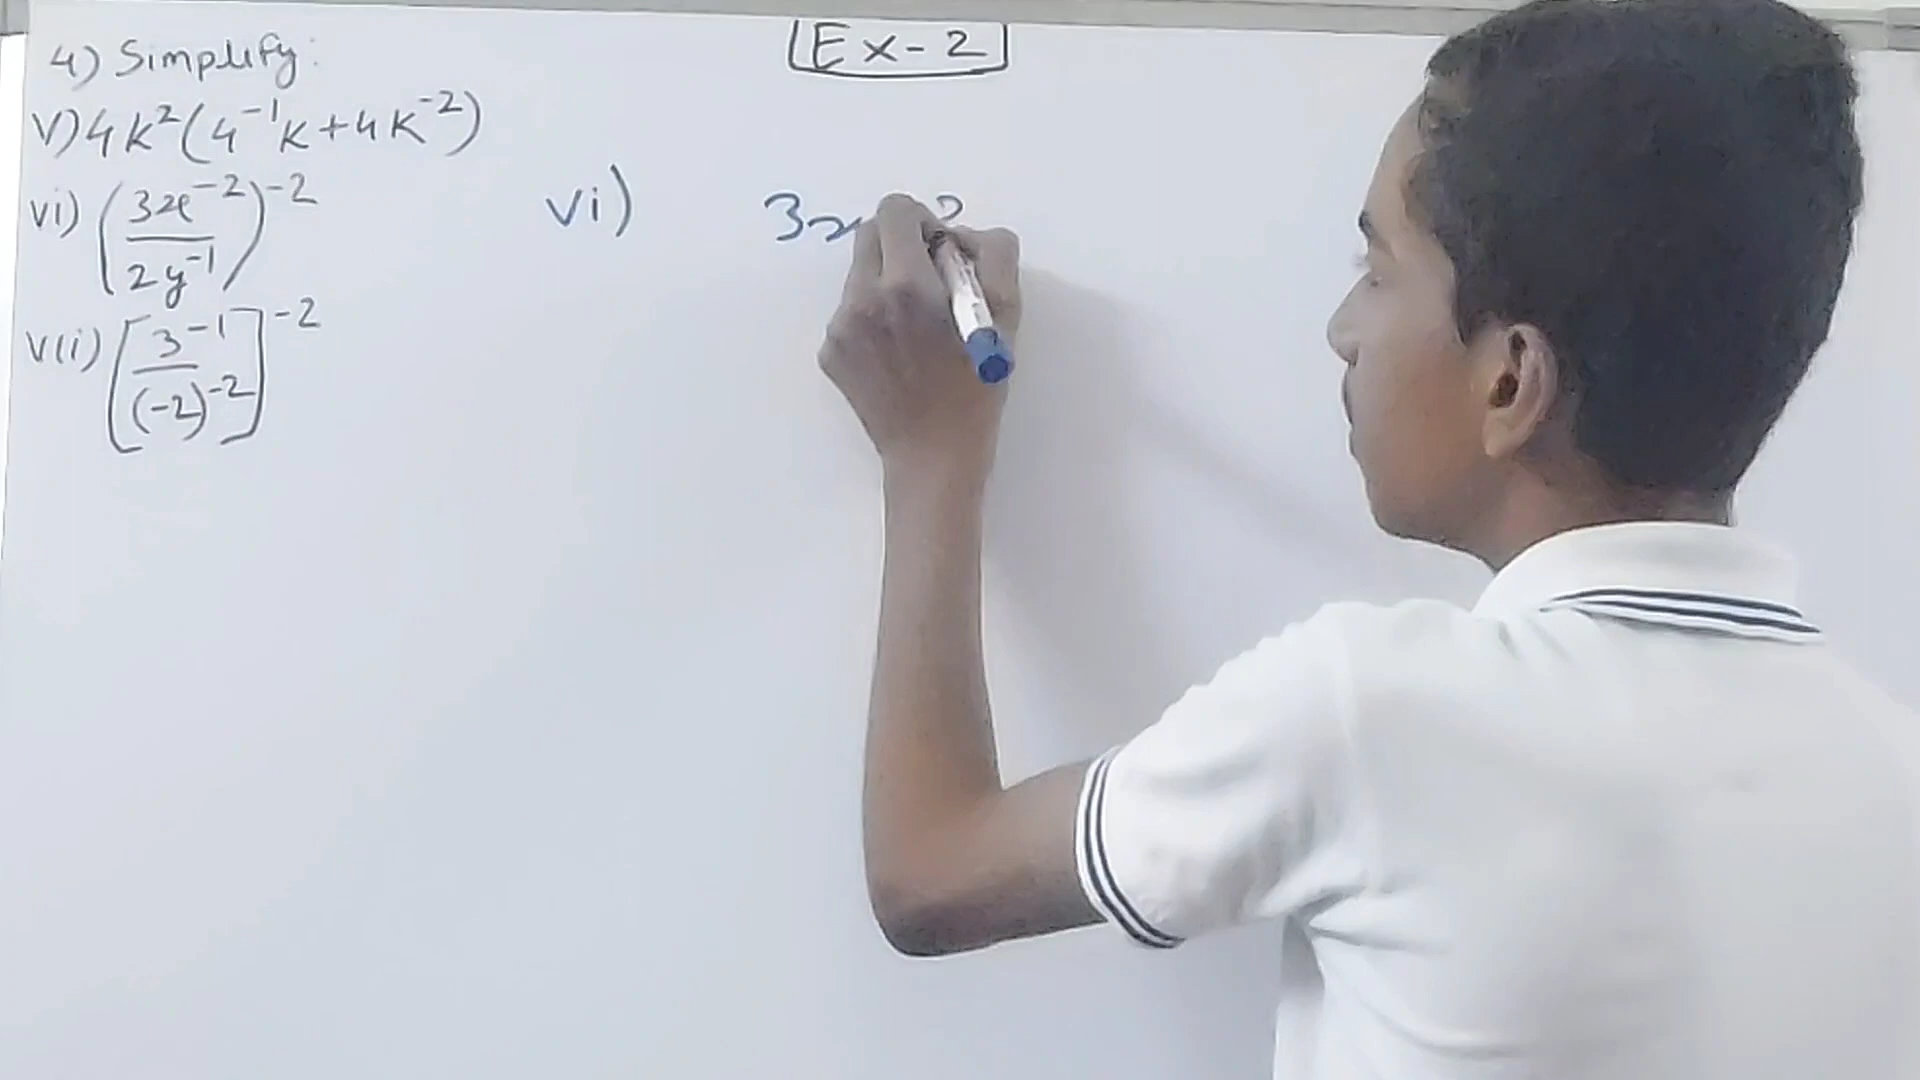 4) Simplify:
Ex-2
v) 4k²(4⁻¹k+4k⁻²)
vi) (3x⁻²/2y⁻¹)⁻²
vii) [3⁻¹/(-2)⁻²]⁻²
vi) 3x